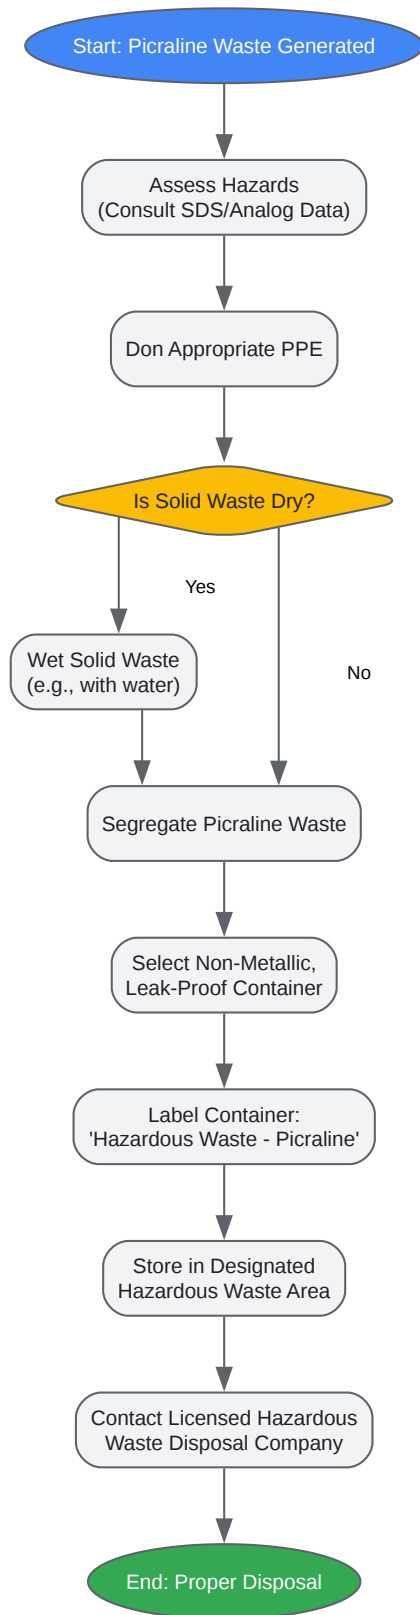 Start: Picraline Waste Generated
Assess Hazards
(Consult SDS/Analog Data)
Don Appropriate PPE
Is Solid Waste Dry?
Yes
Wet Solid Waste
(e.g., with water)
No
Segregate Picraline Waste
Select Non-Metallic,
Leak-Proof Container
Label Container:
'Hazardous Waste - Picraline'
Store in Designated
Hazardous Waste Area
Contact Licensed Hazardous
Waste Disposal Company
End: Proper Disposal